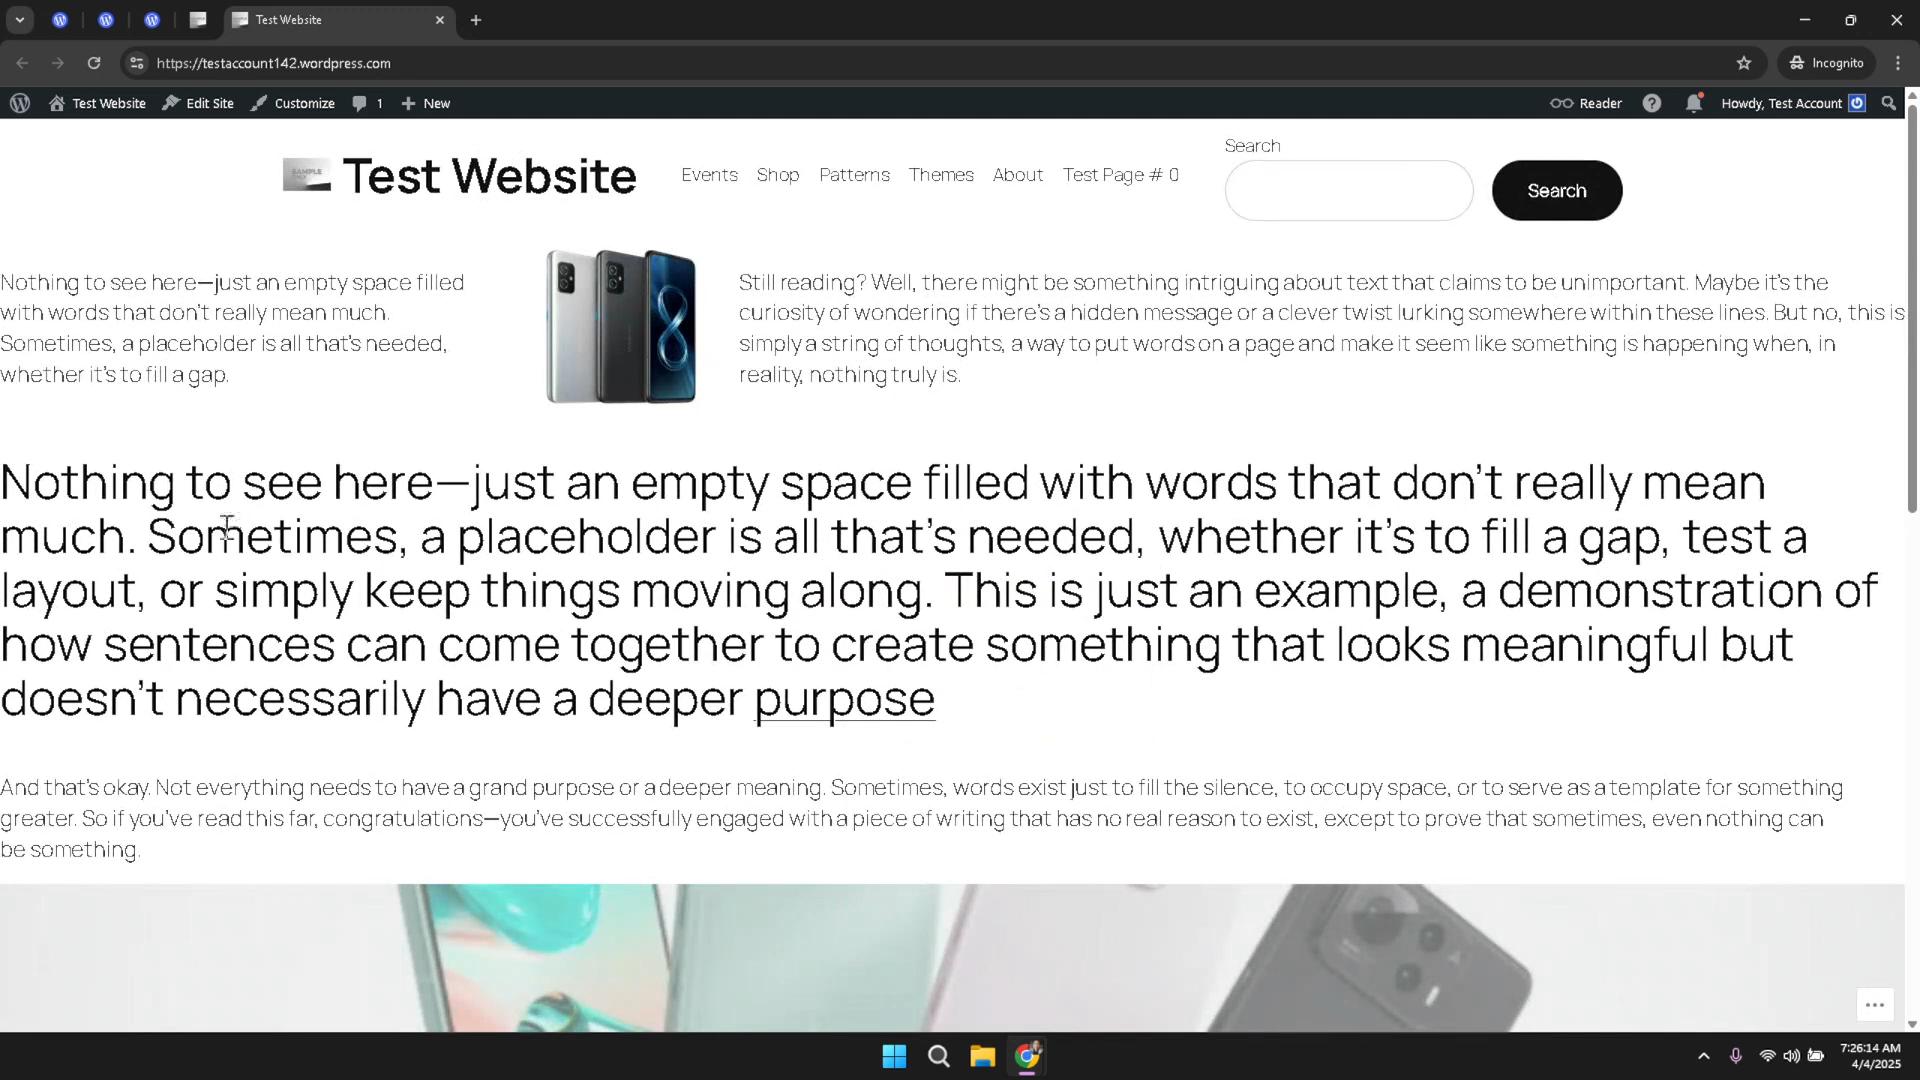 Test Website
https://testaccount142.wordpress.com
Incognito
Test Website
Edit Site
Customize
1
New
Reader
Howdy, Test Account
Test Website
Events
Shop
Patterns
Themes
About
Test Page # 0
Search
Search
Nothing to see here—just an empty space filled
with words that don't really mean much.
Sometimes, a placeholder is all that's needed,
whether it's to fill a gap.
Still reading? Well, there might be something intriguing about text that claims to be unimportant. Maybe it's the
curiosity of wondering if there's a hidden message or a clever twist lurking somewhere within these lines. But no, this is
simply a string of thoughts, a way to put words on a page and make it seem like something is happening when, in
reality, nothing truly is.
Nothing to see here—just an empty space filled with words that don't really mean
much. Sometimes, a placeholder is all that's needed, whether it's to fill a gap, test a
layout, or simply keep things moving along. This is just an example, a demonstration of
how sentences can come together to create something that looks meaningful but
doesn't necessarily have a deeper purpose
And that's okay. Not everything needs to have a grand purpose or a deeper meaning. Sometimes, words exist just to fill the silence, to occupy space, or to serve as a template for something
greater. So if you've read this far, congratulations—you've successfully engaged with a piece of writing that has no real reason to exist, except to prove that sometimes, even nothing can
be something.
7:26:14 AM
4/4/2025